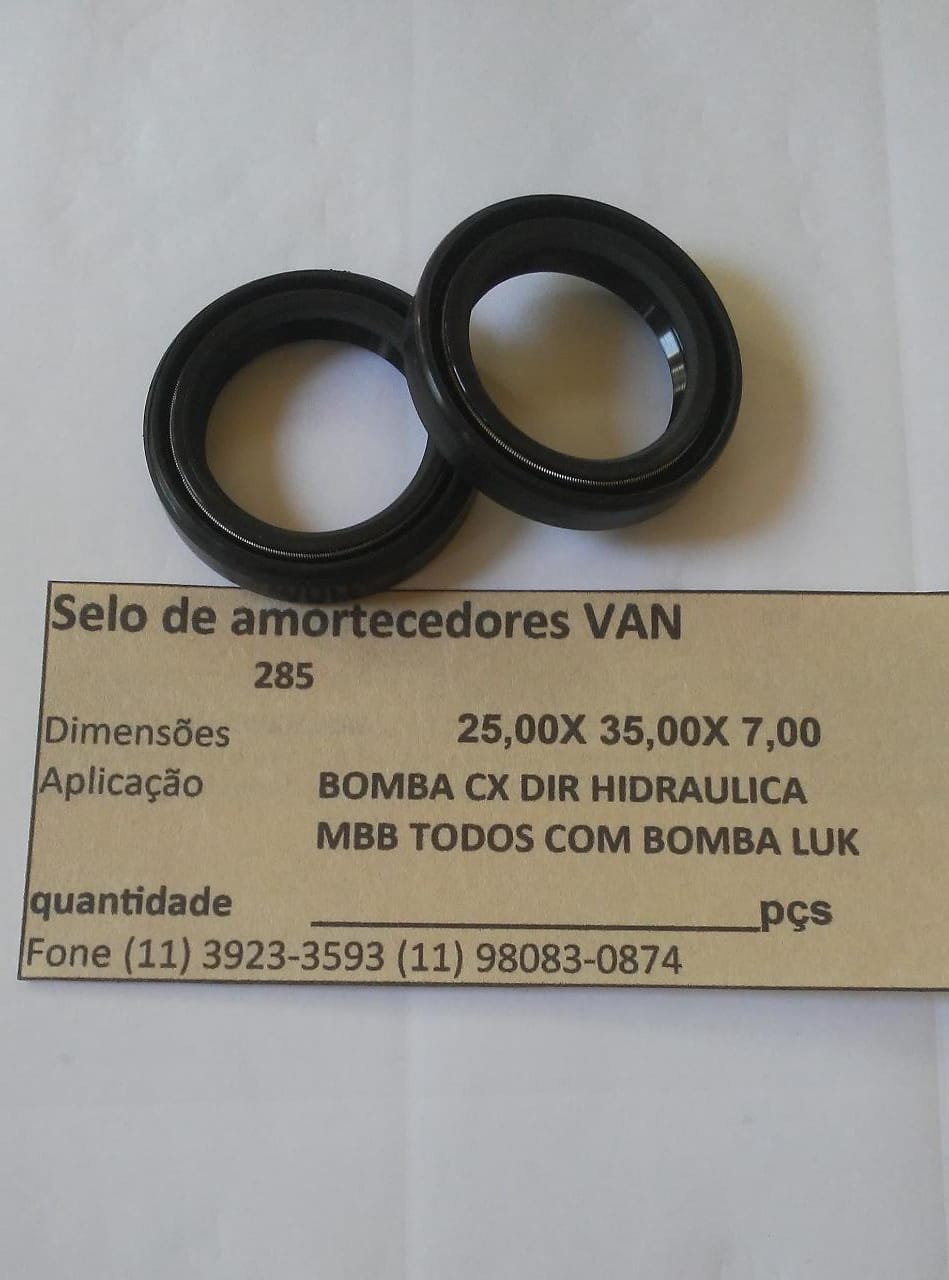 Selo de amortecedores VAN
285
Dimensões 25,00X 35,00X 7,00
Aplicação BOMBA CX DIR HIDRAULICA
MBB TODOS COM BOMBA LUK
quantidade ____________________pçs
Fone (11) 3923-3593 (11) 98083-0874